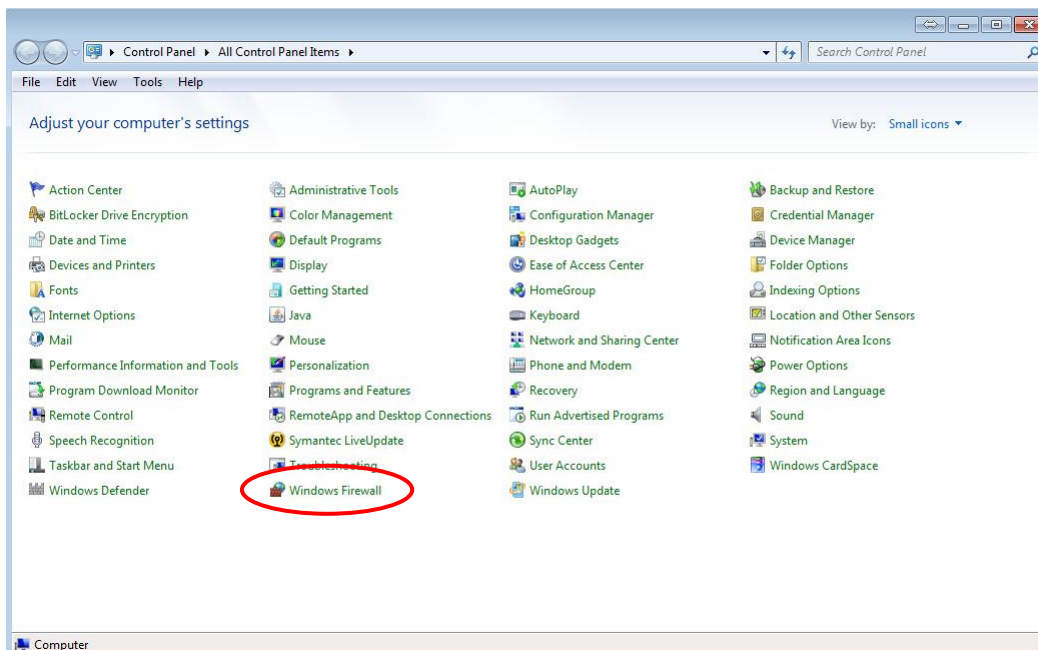 Control Panel All Control Panel Items Search Control Panel
File Edit View Tools Help
Adjust your computer's settings View by: Small icons
Action Center Administrative Tools AutoPlay Backup and Restore
BitLocker Drive Encryption Color Management Configuration Manager Credential Manager
Date and Time Default Programs Desktop Gadgets Device Manager
Devices and Printers Display Ease of Access Center Folder Options
Fonts Getting Started HomeGroup Indexing Options
Internet Options Java Keyboard Location and Other Sensors
Mail Mouse Network and Sharing Center Notification Area Icons
Performance Information and Tools Personalization Phone and Modem Power Options
Program Download Monitor Programs and Features Recovery Region and Language
Remote Control RemoteApp and Desktop Connections Run Advertised Programs Sound
Speech Recognition Symantec LiveUpdate Sync Center System
Taskbar and Start Menu Troubleshooting User Accounts Windows CardSpace
Windows Defender Windows Firewall Windows Update
Computer